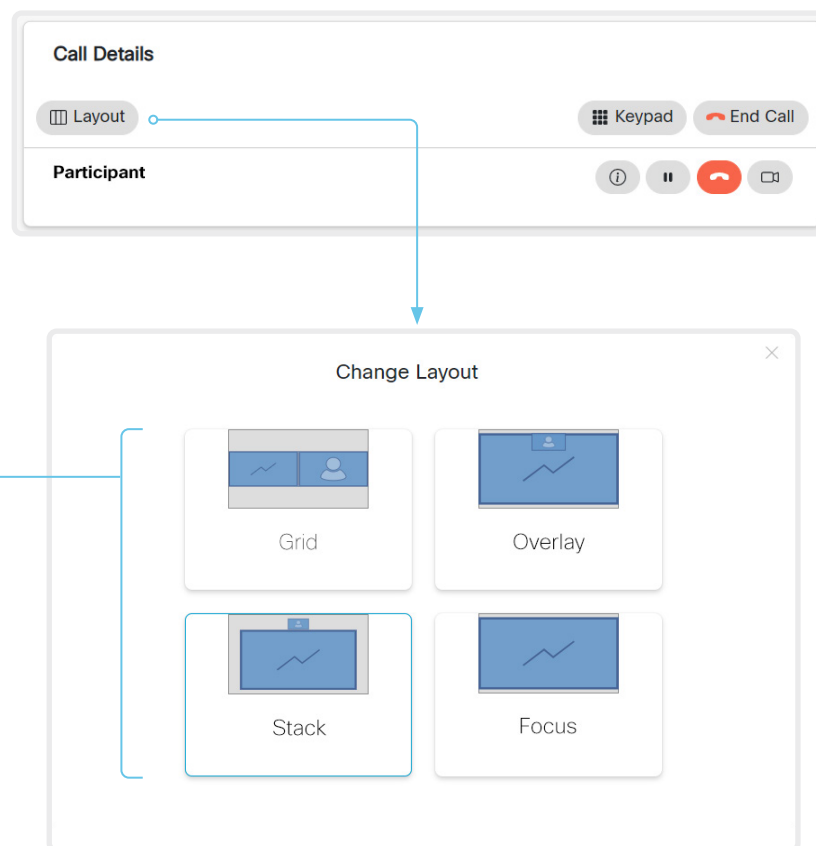 Call Details
Layout
Keypad
End Call
Participant
Change Layout
Grid
Overlay
Stack
Focus